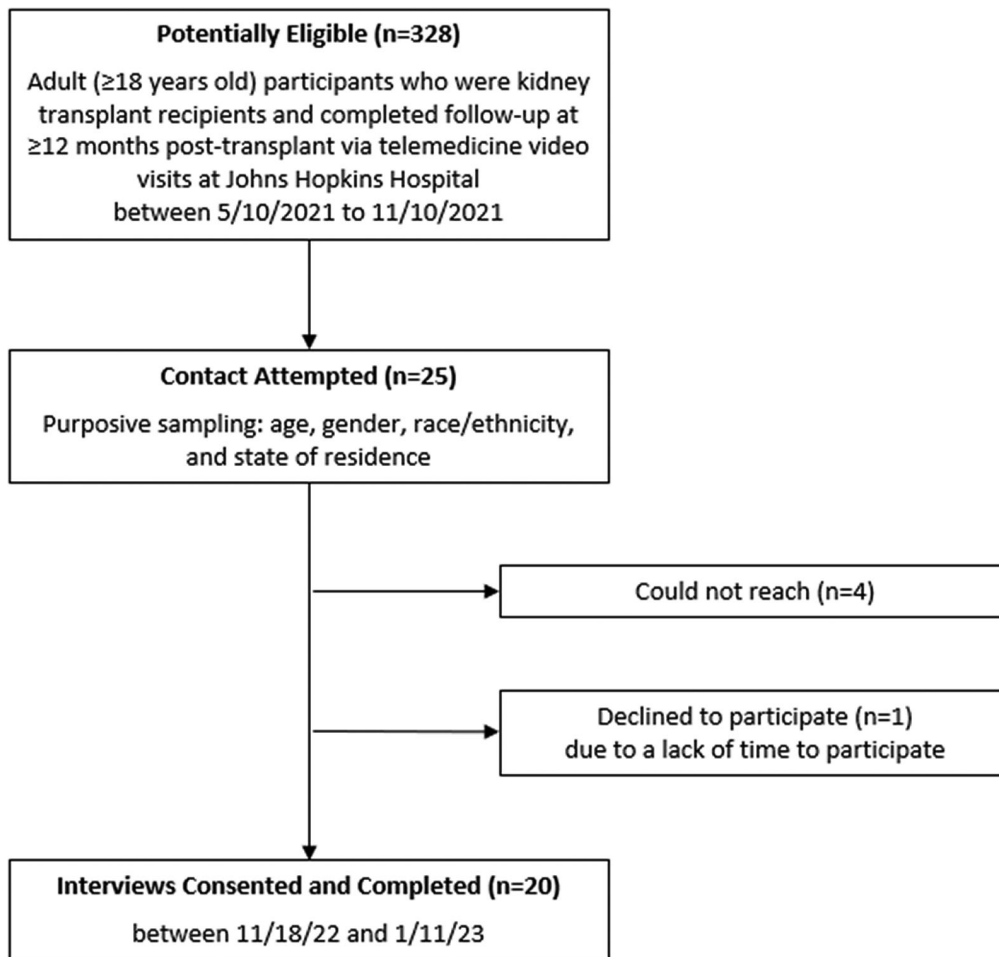 Potentially Eligible (n=328)
Adult (≥18 years old) participants who were kidney
transplant recipients and completed follow-up at
≥12 months post-transplant via telemedicine video
visits at Johns Hopkins Hospital
between 5/10/2021 to 11/10/2021
Contact Attempted (n=25)
Purposive sampling: age, gender, race/ethnicity,
and state of residence
Could not reach (n=4)
Declined to participate (n=1)
due to a lack of time to participate
Interviews Consented and Completed (n=20)
between 11/18/22 and 1/11/23